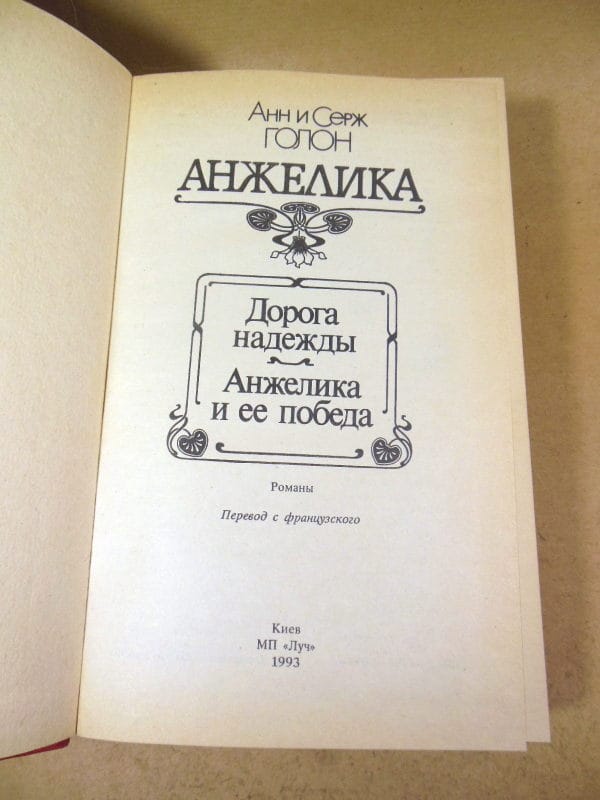 Анн и Серж
ГОЛОН
АНЖЕЛИКА
Дорога
надежды
Анжелика
и ее победа
Романы
Перевод с французского
Киев
МП «Луч»
1993